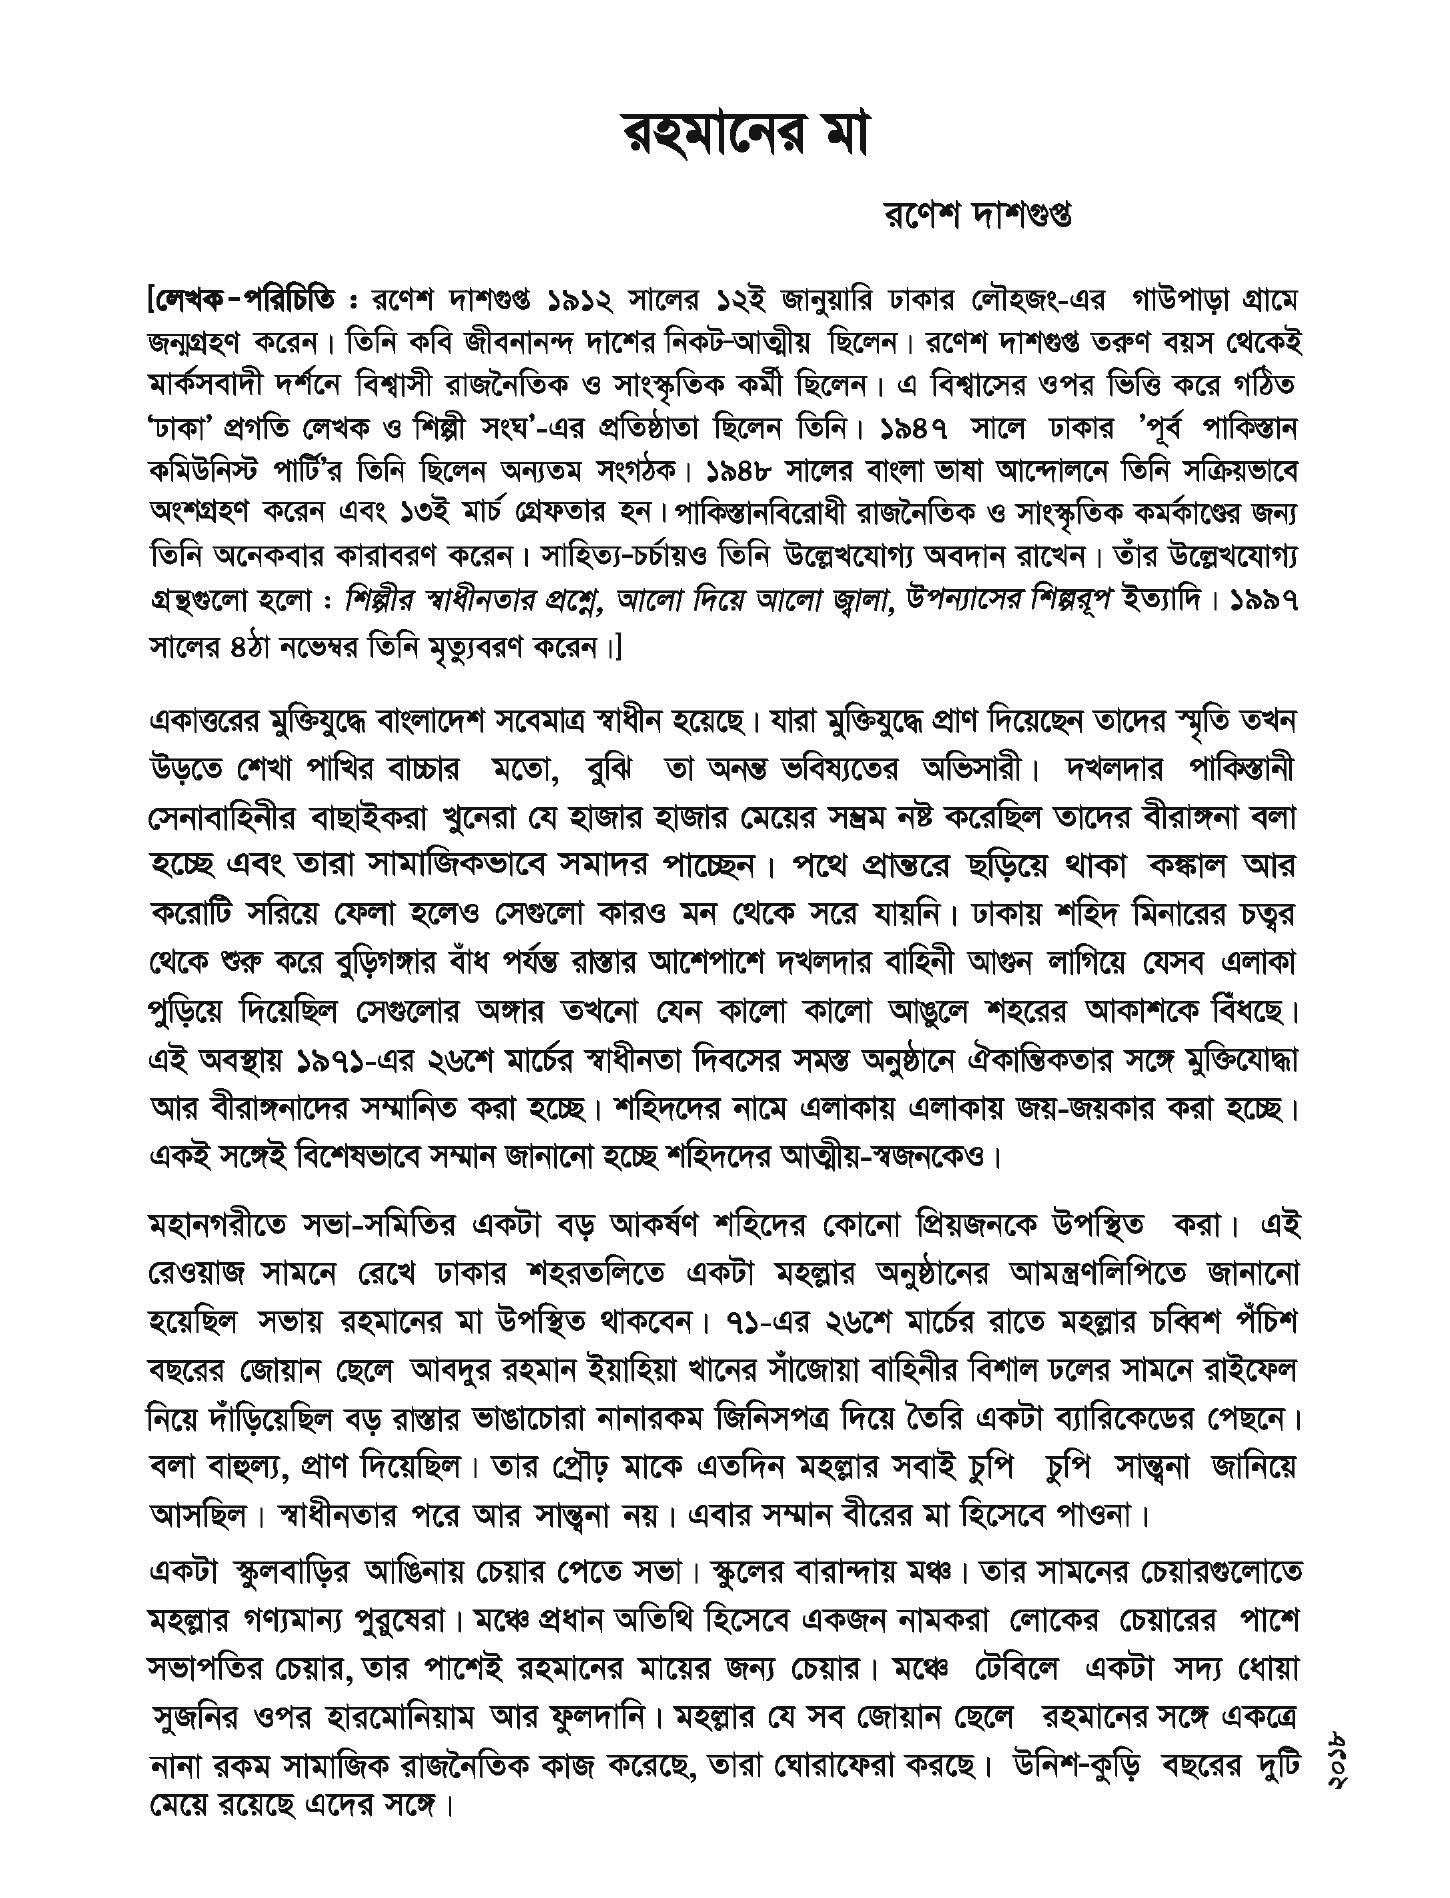 রহমানের মা
রণেশ দাশগুপ্ত
[লেখক-পরিচিতি : রণেশ দাশগুপ্ত ১৯১২ সালের ১২ই জানুয়ারি ঢাকার লৌহজং-এর গাউপাড়া গ্রামে
জন্মগ্রহণ করেন। তিনি কবি জীবনানন্দ দাশের নিকট-আত্মীয় ছিলেন। রণেশ দাশগুপ্ত তরুণ বয়স থেকেই
মার্কসবাদী দর্শনে বিশ্বাসী রাজনৈতিক ও সাংস্কৃতিক কর্মী ছিলেন। এ বিশ্বাসের ওপর ভিত্তি করে গঠিত
‘ঢাকা’ প্রগতি লেখক ও শিল্পী সংঘ’-এর প্রতিষ্ঠাতা ছিলেন তিনি। ১৯৪৭ সালে ঢাকার ’পূর্ব পাকিস্তান
কমিউনিস্ট পার্টি’র তিনি ছিলেন অন্যতম সংগঠক। ১৯৪৮ সালের বাংলা ভাষা আন্দোলনে তিনি সক্রিয়ভাবে
অংশগ্রহণ করেন এবং ১৩ই মার্চ গ্রেফতার হন। পাকিস্তানবিরোধী রাজনৈতিক ও সাংস্কৃতিক কর্মকাণ্ডের জন্য
তিনি অনেকবার কারাবরণ করেন। সাহিত্য-চর্চায়ও তিনি উল্লেখযোগ্য অবদান রাখেন। তাঁর উল্লেখযোগ্য
গ্রন্থগুলো হলো : শিল্পীর স্বাধীনতার প্রশ্নে, আলো দিয়ে আলো জ্বালা, উপন্যাসের শিল্পরূপ ইত্যাদি। ১৯৯৭
সালের ৪ঠা নভেম্বর তিনি মৃত্যুবরণ করেন।]
একাত্তরের মুক্তিযুদ্ধে বাংলাদেশ সবেমাত্র স্বাধীন হয়েছে। যারা মুক্তিযুদ্ধে প্রাণ দিয়েছেন তাদের স্মৃতি তখন
উড়তে শেখা পাখির বাচ্চার মতো, বুঝি তা অনন্ত ভবিষ্যতের অভিসারী। দখলদার পাকিস্তানী
সেনাবাহিনীর বাছাইকরা খুনেরা যে হাজার হাজার মেয়ের সম্ভ্রম নষ্ট করেছিল তাদের বীরাঙ্গনা বলা
হচ্ছে এবং তারা সামাজিকভাবে সমাদর পাচ্ছেন। পথে প্রান্তরে ছড়িয়ে থাকা কঙ্কাল আর
করোটি সরিয়ে ফেলা হলেও সেগুলো কারও মন থেকে সরে যায়নি। ঢাকায় শহিদ মিনারের চত্বর
থেকে শুরু করে বুড়িগঙ্গার বাঁধ পর্যন্ত রাস্তার আশেপাশে দখলদার বাহিনী আগুন লাগিয়ে যেসব এলাকা
পুড়িয়ে দিয়েছিল সেগুলোর অঙ্গার তখনো যেন কালো কালো আঙুলে শহরের আকাশকে বিঁধছে।
এই অবস্থায় ১৯৭১-এর ২৬শে মার্চের স্বাধীনতা দিবসের সমস্ত অনুষ্ঠানে ঐকান্তিকতার সঙ্গে মুক্তিযোদ্ধা
আর বীরাঙ্গনাদের সম্মানিত করা হচ্ছে। শহিদদের নামে এলাকায় এলাকায় জয়-জয়কার করা হচ্ছে।
একই সঙ্গেই বিশেষভাবে সম্মান জানানো হচ্ছে শহিদদের আত্মীয়-স্বজনকেও।
মহানগরীতে সভা-সমিতির একটা বড় আকর্ষণ শহিদের কোনো প্রিয়জনকে উপস্থিত করা। এই
রেওয়াজ সামনে রেখে ঢাকার শহরতলিতে একটা মহল্লার অনুষ্ঠানের আমন্ত্রণলিপিতে জানানো
হয়েছিল সভায় রহমানের মা উপস্থিত থাকবেন। ৭১-এর ২৬শে মার্চের রাতে মহল্লার চব্বিশ পঁচিশ
বছরের জোয়ান ছেলে আবদুর রহমান ইয়াহিয়া খানের সাঁজোয়া বাহিনীর বিশাল ঢলের সামনে রাইফেল
নিয়ে দাঁড়িয়েছিল বড় রাস্তার ভাঙাচোরা নানারকম জিনিসপত্র দিয়ে তৈরি একটা ব্যারিকেডের পেছনে।
বলা বাহুল্য, প্রাণ দিয়েছিল। তার প্রৌঢ় মাকে এতদিন মহল্লার সবাই চুপি চুপি সান্ত্বনা জানিয়ে
আসছিল। স্বাধীনতার পরে আর সান্ত্বনা নয়। এবার সম্মান বীরের মা হিসেবে পাওনা।
একটা স্কুলবাড়ির আঙিনায় চেয়ার পেতে সভা। স্কুলের বারান্দায় মঞ্চ। তার সামনের চেয়ারগুলোতে
মহল্লার গণ্যমান্য পুরুষেরা। মঞ্চে প্রধান অতিথি হিসেবে একজন নামকরা লোকের চেয়ারের পাশে
সভাপতির চেয়ার, তার পাশেই রহমানের মায়ের জন্য চেয়ার। মঞ্চে টেবিলে একটা সদ্য ধোয়া
সুজনির ওপর হারমোনিয়াম আর ফুলদানি। মহল্লার যে সব জোয়ান ছেলে রহমানের সঙ্গে একত্রে
নানা রকম সামাজিক রাজনৈতিক কাজ করেছে, তারা ঘোরাফেরা করছে। উনিশ-কুড়ি বছরের দুটি
মেয়ে রয়েছে এদের সঙ্গে।
২০১৮